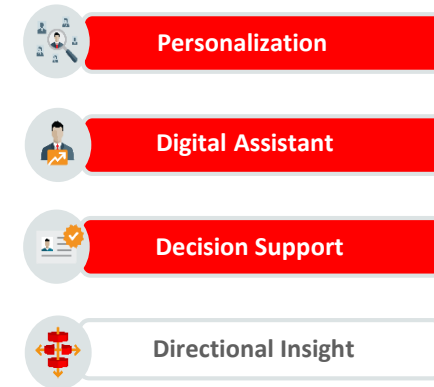 Personalization
Digital Assistant
Decision Support
Directional Insight